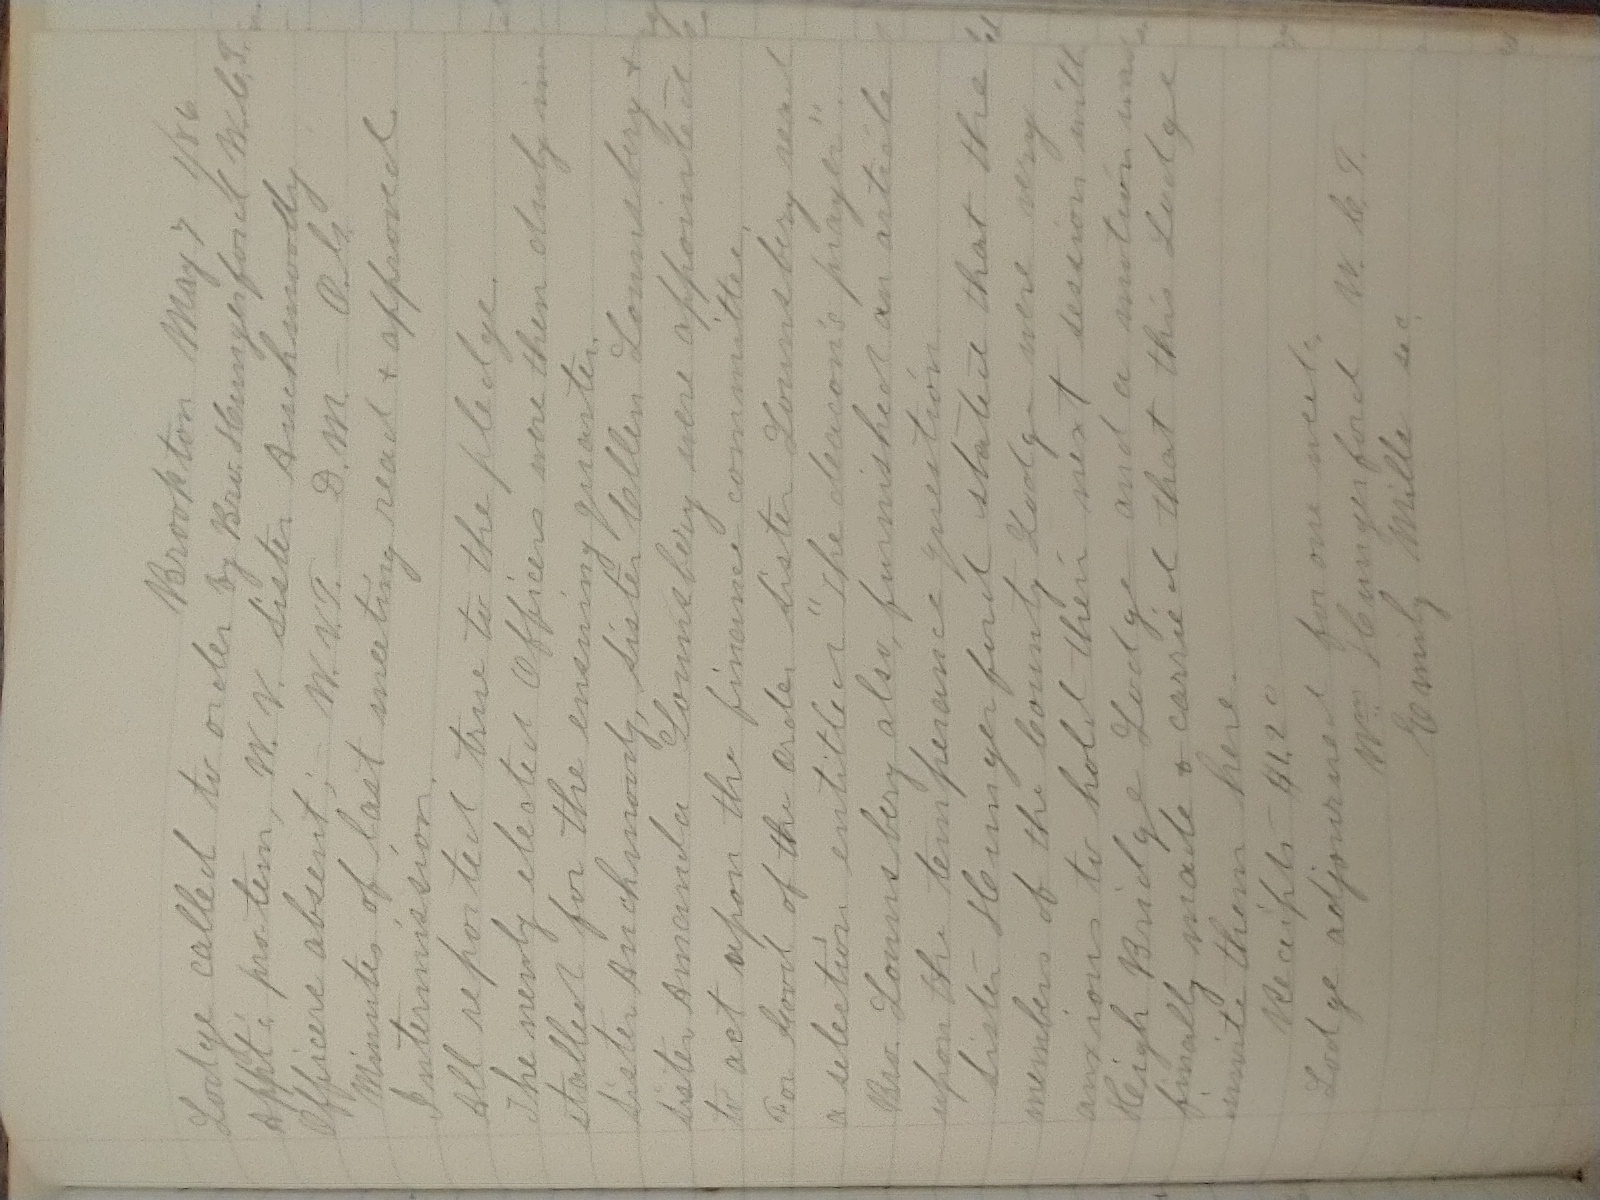 Brookton May 7 1/86
Lodge called to order by Bro. Hungerford W.C.T.
Appt'd pro-tem, W. V. Sister Auchmoody
Officers absent; - W.V.T. - D.M. - O.G.
Minutes of last meeting read + approved
Intermission.
All reported true to the pledge.
The newly elected Officers were then duly in
stalled for the ensuing quarter.
Sister Auchmoody, Sister Ellen Lounsbery +
Sister Amanda Lounsbery were appointed
to act upon the finance committee.
For Good of the Order Sister Lounsbery read
a selection entitled "The deacon's prayer".
Bro. Lounsbery also, furnished an article
upon the temperance question.
Sister Hungerford stated that the
members of the County Lodge were very
anxious to hold their next session with
High Bridge Lodge and a motion was
finally made & carried that this Lodge
invite them here.
Receipts $1.20
Lodge adjourned for one week.
Wm Hungerford W. C. T.
Emily Mills sec